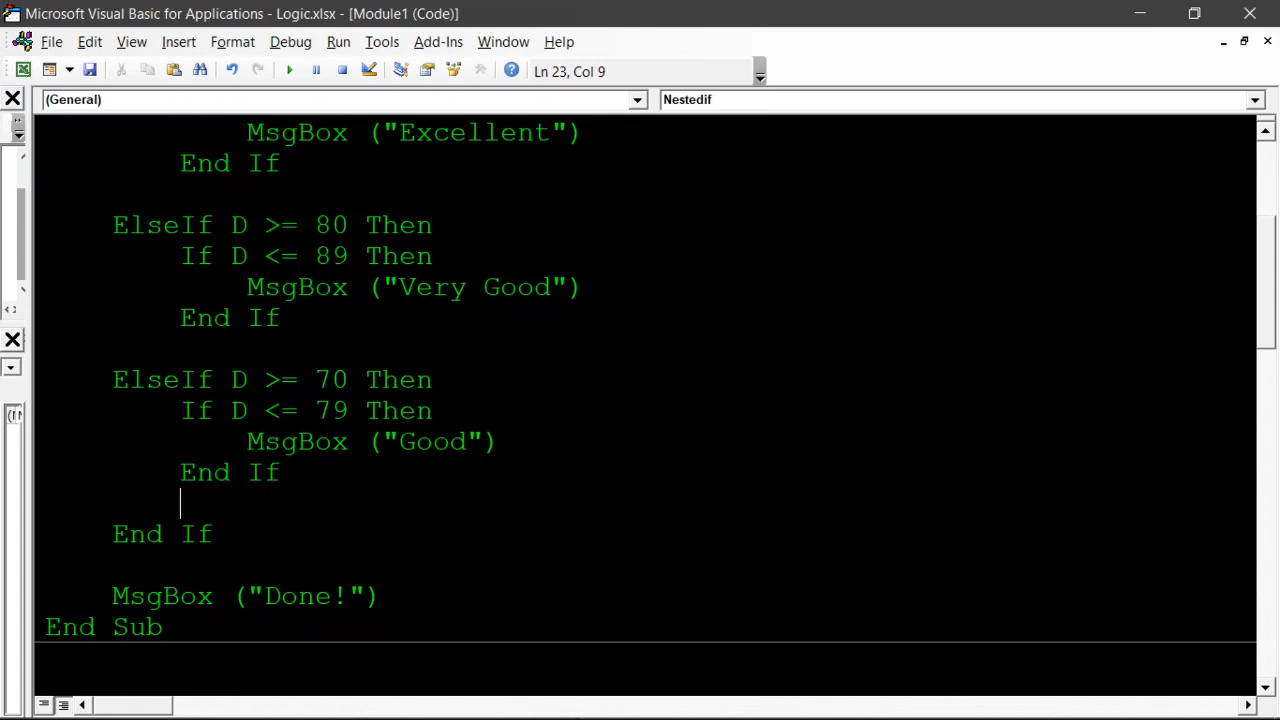 Microsoft Visual Basic for Applications - Logic.xlsx - [Module1 (Code)]
File Edit View Insert Format Debug Run Tools Add-Ins Window Help
Ln 23, Col 9
(General) Nestedif
MsgBox ("Excellent")
End If
ElseIf D >= 80 Then
If D <= 89 Then
MsgBox ("Very Good")
End If
ElseIf D >= 70 Then
If D <= 79 Then
MsgBox ("Good")
End If
End If
MsgBox ("Done!")
End Sub